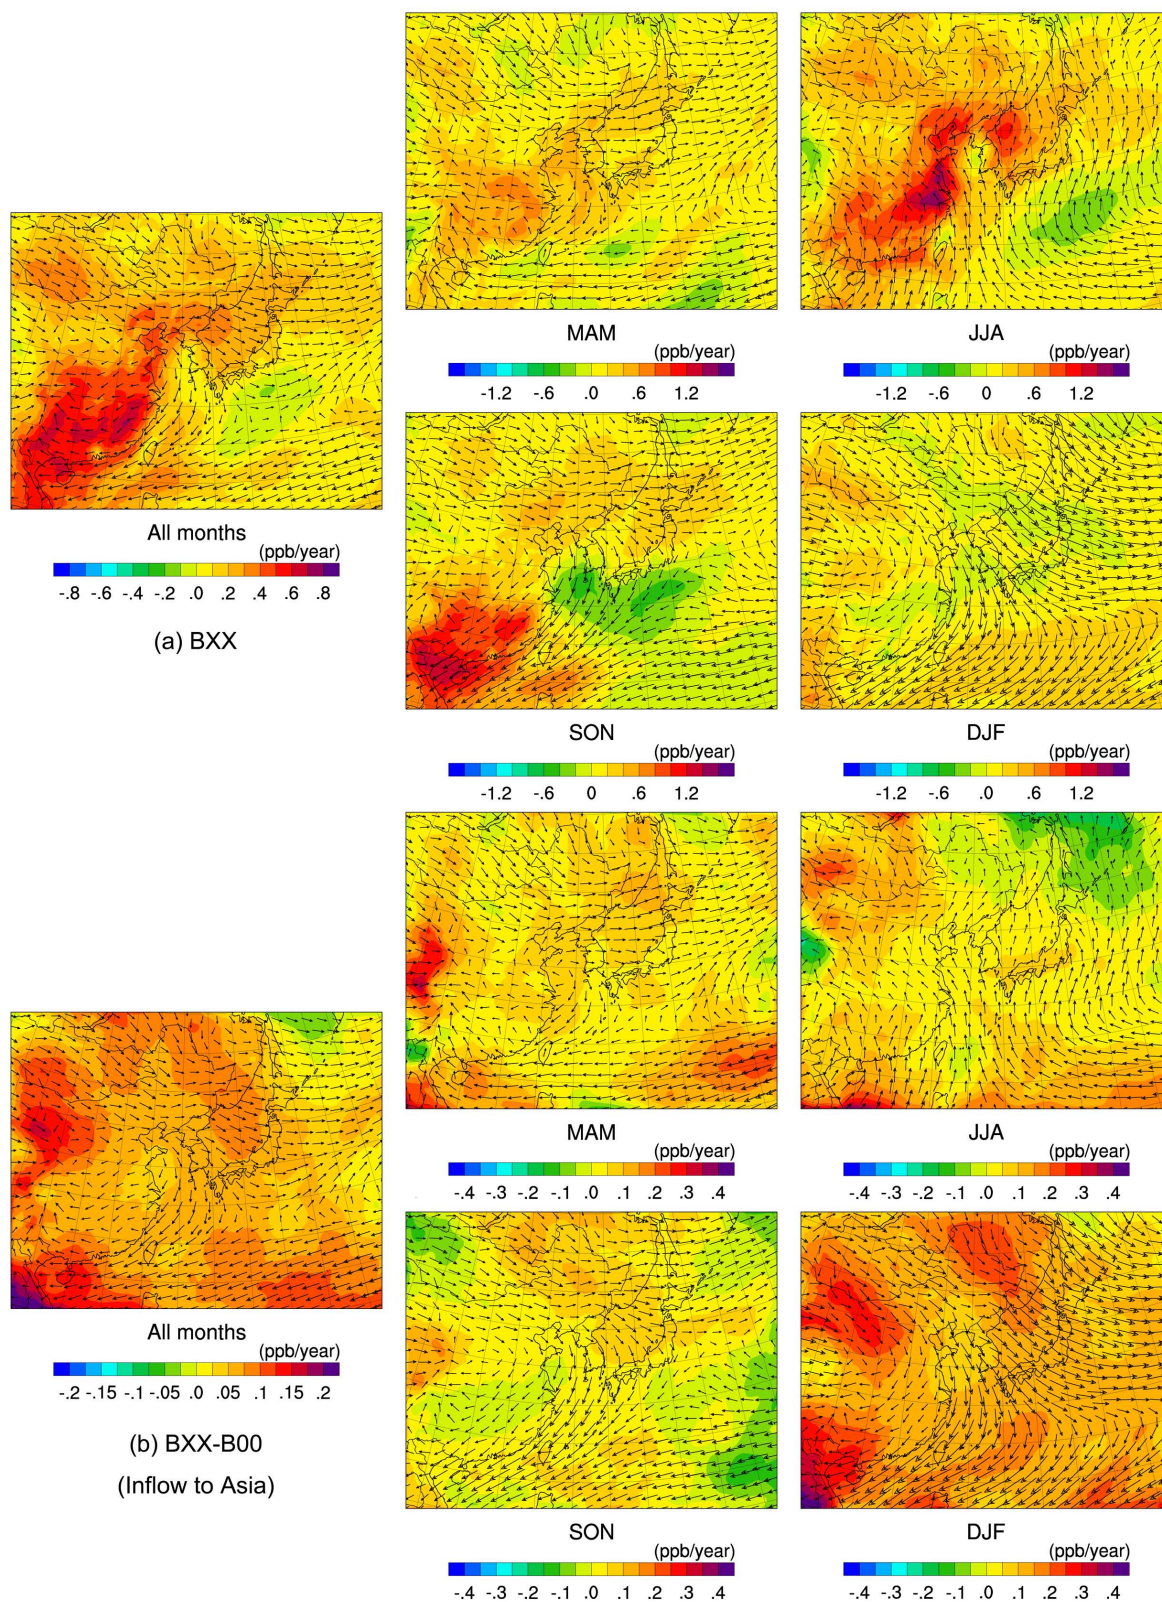 MAM
(ppb/year)
-1.2 -.6 .0 .6 1.2
JJA
(ppb/year)
-1.2 -.6 0 .6 1.2
All months
(ppb/year)
-.8 -.6 -.4 -.2 .0 .2 .4 .6 .8
(a) BXX
SON
(ppb/year)
-1.2 -.6 0 .6 1.2
DJF
(ppb/year)
-1.2 -.6 .0 .6 1.2
MAM
(ppb/year)
-.4 -.3 -.2 -.1 .0 .1 .2 .3 .4
JJA
(ppb/year)
-.4 -.3 -.2 -.1 .0 .1 .2 .3 .4
All months
(ppb/year)
-.2 -.15 -.1 -.05 .0 .05 .1 .15 .2
(b) BXX-B00
(Inflow to Asia)
SON
(ppb/year)
-.4 -.3 -.2 -.1 .0 .1 .2 .3 .4
DJF
(ppb/year)
-.4 -.3 -.2 -.1 .0 .1 .2 .3 .4